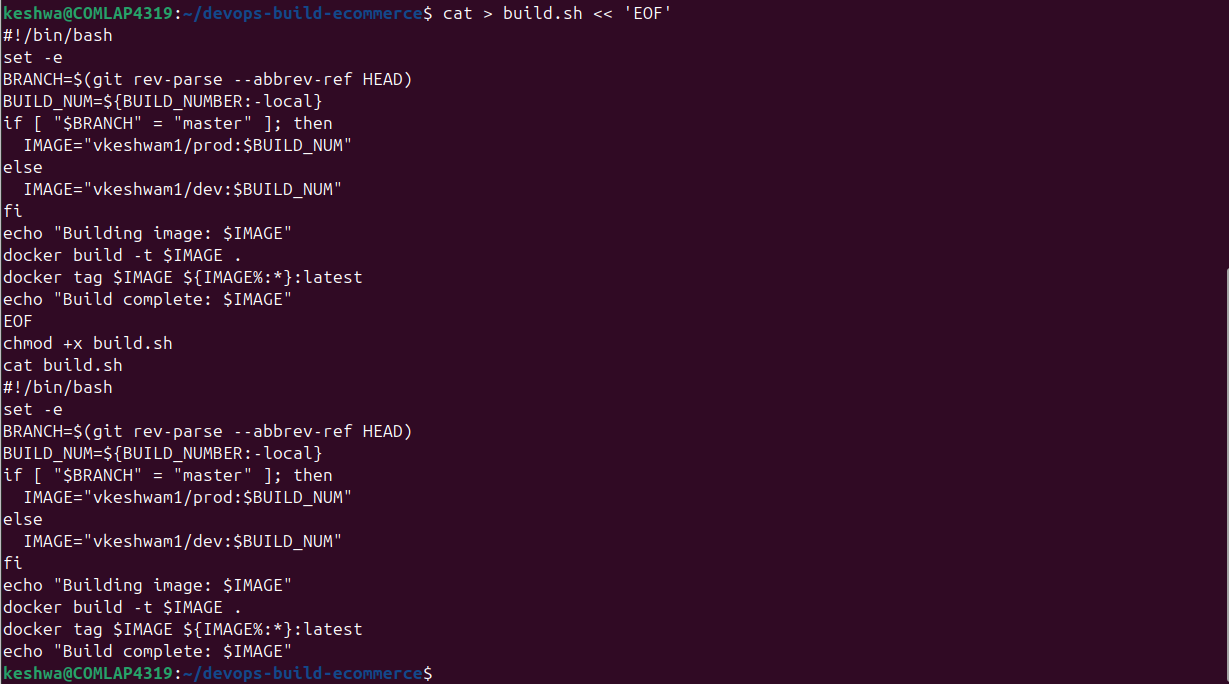 keshwa@COMLAP4319:~/devops-build-ecommerce$ cat > build.sh << 'EOF'
#!/bin/bash
set -e
BRANCH=$(git rev-parse --abbrev-ref HEAD)
BUILD_NUM=${BUILD_NUMBER:-local}
if [ "$BRANCH" = "master" ]; then
  IMAGE="vkeshwam1/prod:$BUILD_NUM"
else
  IMAGE="vkeshwam1/dev:$BUILD_NUM"
fi
echo "Building image: $IMAGE"
docker build -t $IMAGE .
docker tag $IMAGE ${IMAGE%:*}:latest
echo "Build complete: $IMAGE"
EOF
chmod +x build.sh
cat build.sh
#!/bin/bash
set -e
BRANCH=$(git rev-parse --abbrev-ref HEAD)
BUILD_NUM=${BUILD_NUMBER:-local}
if [ "$BRANCH" = "master" ]; then
  IMAGE="vkeshwam1/prod:$BUILD_NUM"
else
  IMAGE="vkeshwam1/dev:$BUILD_NUM"
fi
echo "Building image: $IMAGE"
docker build -t $IMAGE .
docker tag $IMAGE ${IMAGE%:*}:latest
echo "Build complete: $IMAGE"
keshwa@COMLAP4319:~/devops-build-ecommerce$